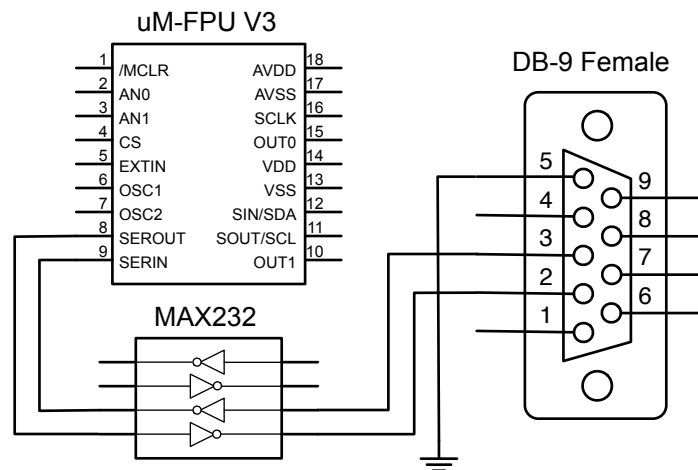 uM-FPU V3
1 /MCLR AVDD 18
2 AN0 AVSS 17
3 AN1 SCLK 16
4 CS OUT0 15
5 EXTIN VDD 14
6 OSC1 VSS 13
7 OSC2 SIN/SDA 12
8 SEROUT SOUT/SCL 11
9 SERIN OUT1 10
MAX232
DB-9 Female
5
9
4
8
3
7
2
6
1